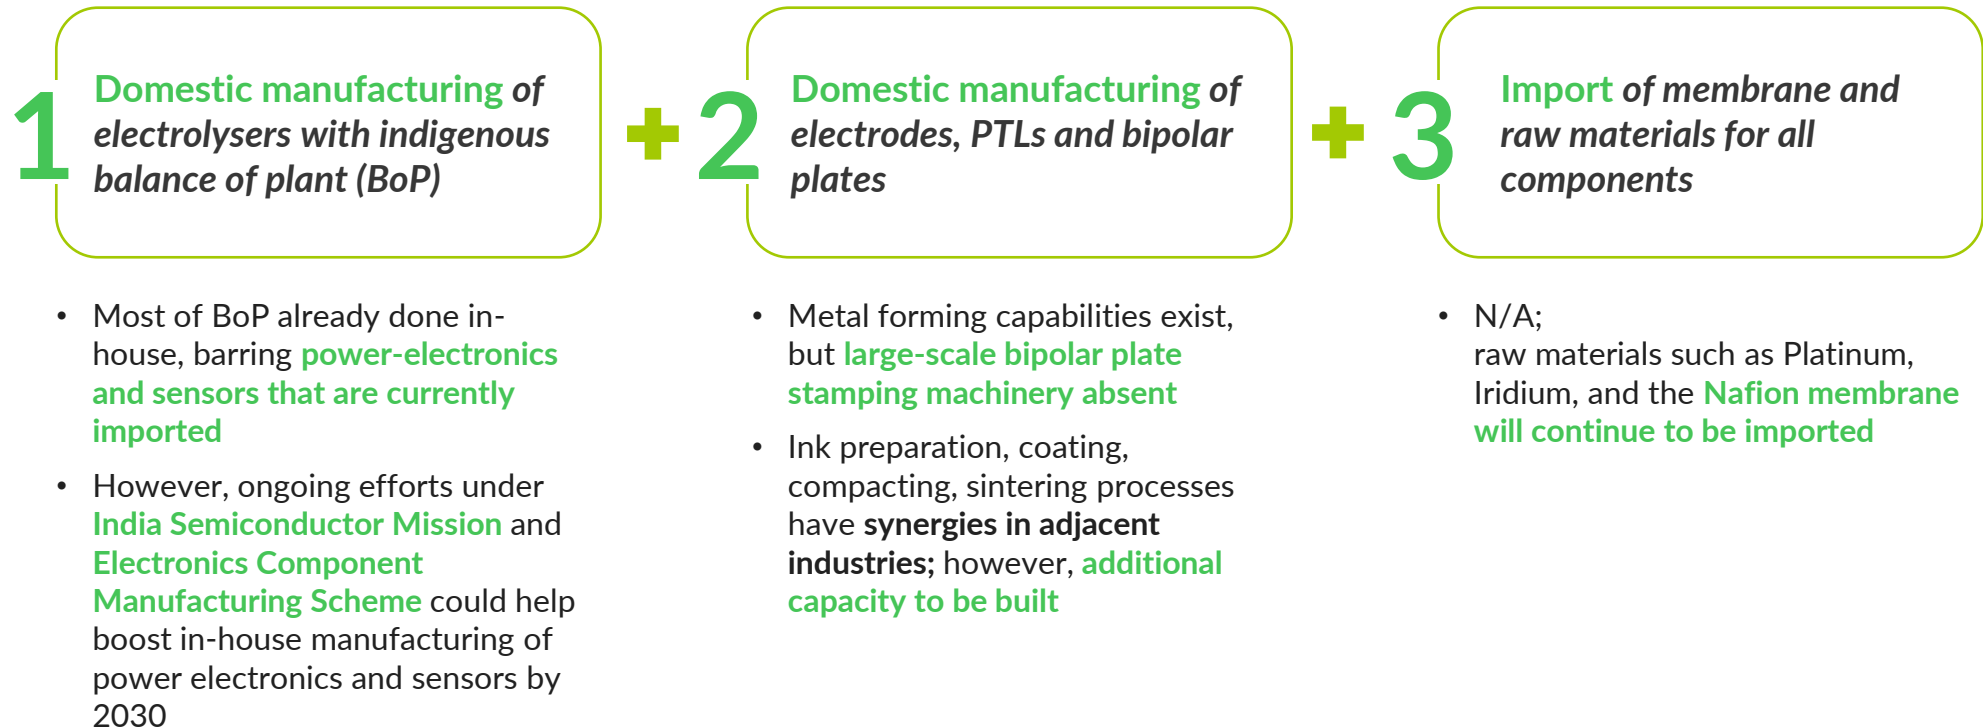 1
Domestic manufacturing of
electrolysers with indigenous
balance of plant (BoP)
• Most of BoP already done in-
house, barring power-electronics
and sensors that are currently
imported
• However, ongoing efforts under
India Semiconductor Mission and
Electronics Component
Manufacturing Scheme could help
boost in-house manufacturing of
power electronics and sensors by
2030
+
2
Domestic manufacturing of
electrodes, PTLs and bipolar
plates
• Metal forming capabilities exist,
but large-scale bipolar plate
stamping machinery absent
• Ink preparation, coating,
compacting, sintering processes
have synergies in adjacent
industries; however, additional
capacity to be built
+
3
Import of membrane and
raw materials for all
components
• N/A;
raw materials such as Platinum,
Iridium, and the Nafion membrane
will continue to be imported